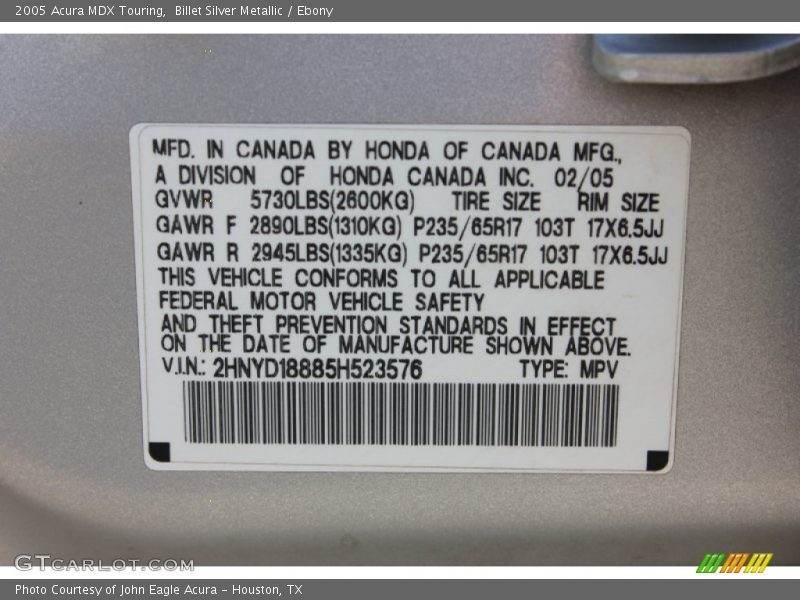 2005 Acura MDX Touring,  Billet Silver Metallic / Ebony
MFD. IN CANADA BY HONDA OF CANADA MFG.,
A DIVISION OF HONDA CANADA INC. 02/05
GVWR 5730LBS(2600KG) TIRE SIZE RIM SIZE
GAWR F 2890LBS(1310KG) P235/65R17 103T 17X6.5JJ
GAWR R 2945LBS(1335KG) P235/65R17 103T 17X6.5JJ
THIS VEHICLE CONFORMS TO ALL APPLICABLE
FEDERAL MOTOR VEHICLE SAFETY
AND THEFT PREVENTION STANDARDS IN EFFECT
ON THE DATE OF MANUFACTURE SHOWN ABOVE.
V.I.N.: 2HNYD18885H523576 TYPE: MPV
GTCARLOT.COM
Photo Courtesy of John Eagle Acura - Houston, TX